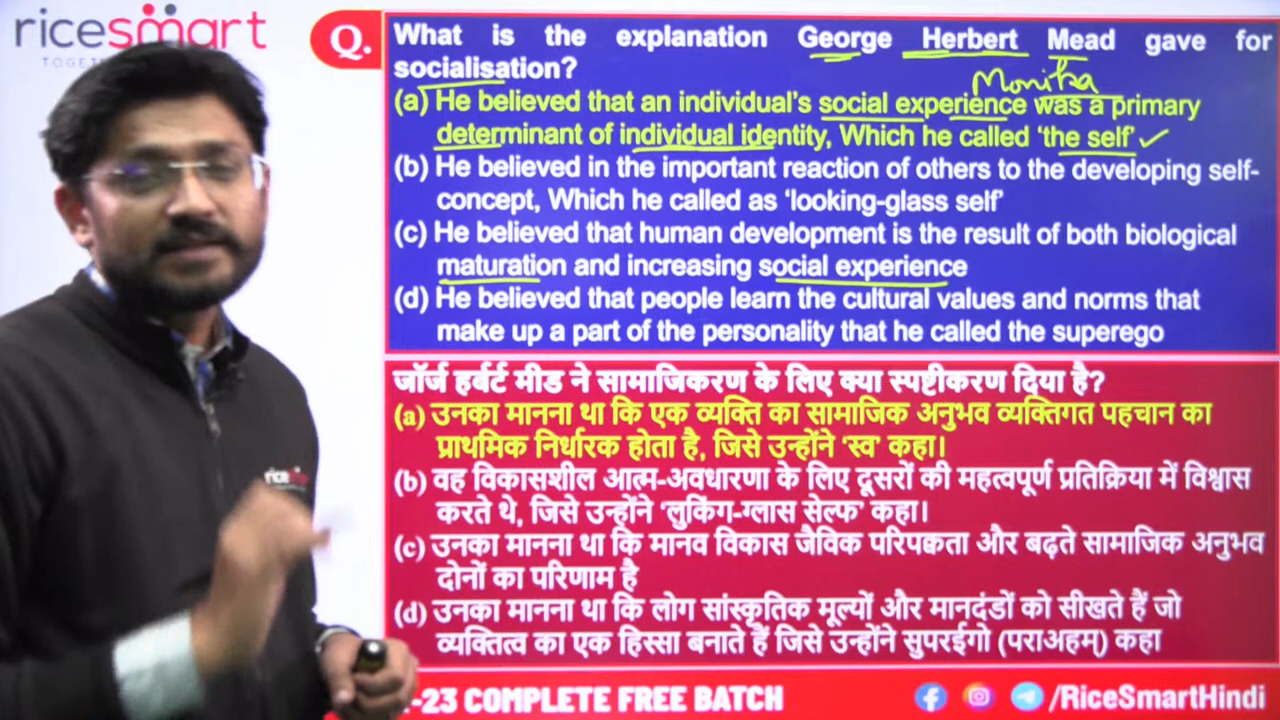 ricesmart
Q.
What is the explanation George Herbert Mead gave for
socialisation?
Monika
(a) He believed that an individual's social experience was a primary
determinant of individual identity, Which he called 'the self' ✓
(b) He believed in the important reaction of others to the developing self-
concept, Which he called as 'looking-glass self'
(c) He believed that human development is the result of both biological
maturation and increasing social experience
(d) He believed that people learn the cultural values and norms that
make up a part of the personality that he called the superego
जॉर्ज हर्बर्ट मीड ने सामाजिकरण के लिए क्या स्पष्टीकरण दिया है?
(a) उनका मानना था कि एक व्यक्ति का सामाजिक अनुभव व्यक्तिगत पहचान का
प्राथमिक निर्धारक होता है, जिसे उन्होंने 'स्व' कहा।
(b) वह विकासशील आत्म-अवधारणा के लिए दूसरों की महत्वपूर्ण प्रतिक्रिया में विश्वास
करते थे, जिसे उन्होंने 'लुकिंग-ग्लास सेल्फ' कहा।
(c) उनका मानना था कि मानव विकास जैविक परिपक्वता और बढ़ते सामाजिक अनुभव
दोनों का परिणाम है
(d) उनका मानना था कि लोग सांस्कृतिक मूल्यों और मानदंडों को सीखते हैं जो
व्यक्तित्व का एक हिस्सा बनाते हैं जिसे उन्होंने सुपरईगो (पराअहम्) कहा
-23 COMPLETE FREE BATCH
/RiceSmartHindi